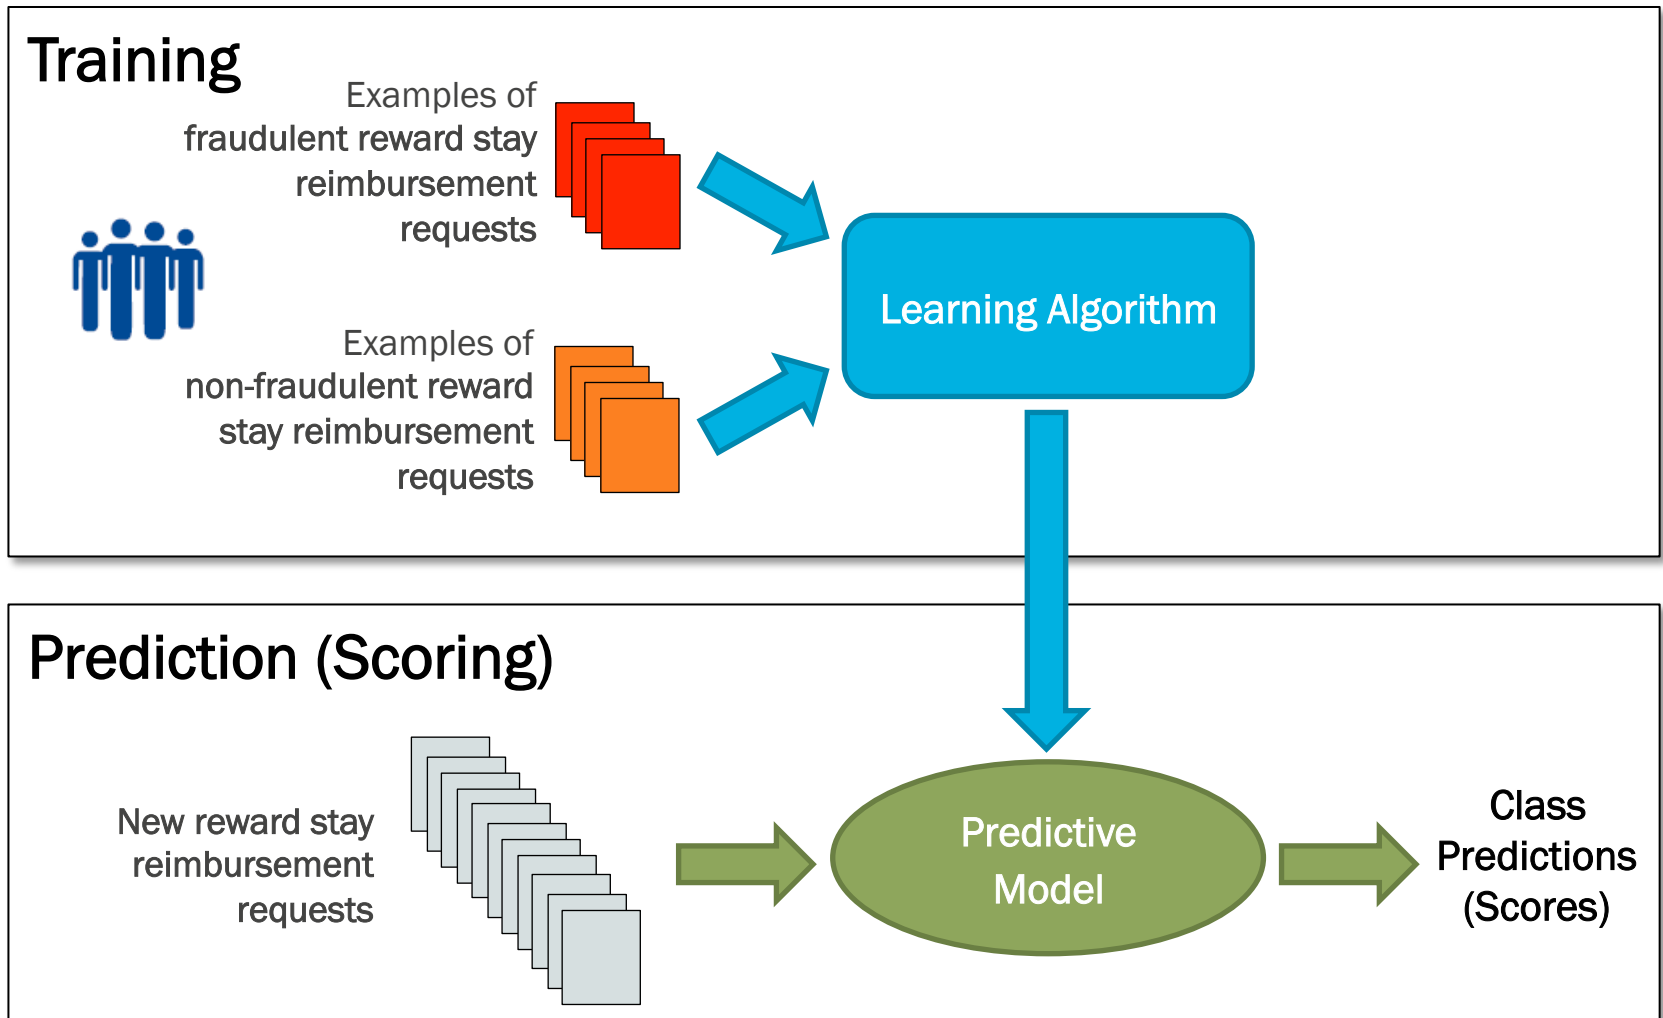 Training
Examples of
fraudulent reward stay
reimbursement
requests
Learning Algorithm
Examples of
non-fraudulent reward
stay reimbursement
requests
Prediction (Scoring)
New reward stay
reimbursement
requests
Predictive
Model
Class
Predictions
(Scores)